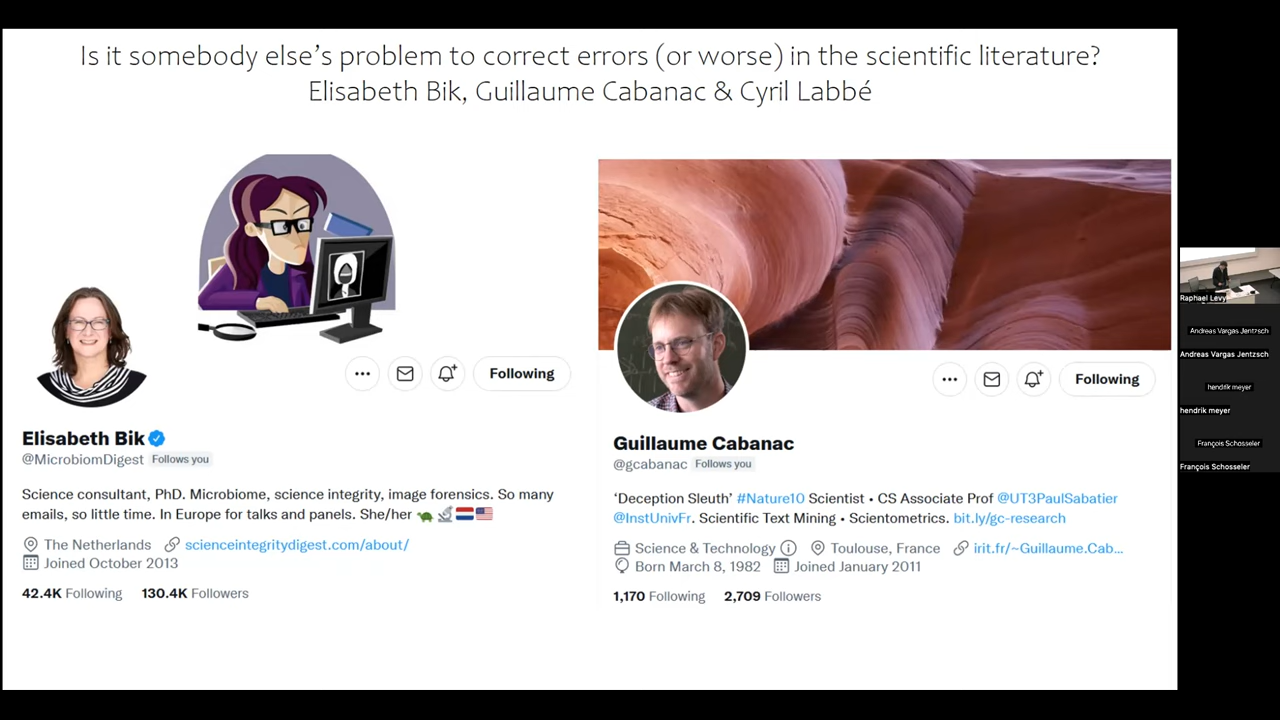 Is it somebody else's problem to correct errors (or worse) in the scientific literature?
Elisabeth Bik, Guillaume Cabanac & Cyril Labbé
Following
Elisabeth Bik
@MicrobiomDigest Follows you
Science consultant, PhD. Microbiome, science integrity, image forensics. So many
emails, so little time. In Europe for talks and panels. She/her 🐢🔬🇳🇱🇺🇸
The Netherlands scienceintegritydigest.com/about/
Joined October 2013
42.4K Following 130.4K Followers
Following
Guillaume Cabanac
@gcabanac Follows you
‘Deception Sleuth’ #Nature10 Scientist • CS Associate Prof @UT3PaulSabatier
@InstUnivFr. Scientific Text Mining • Scientometrics. bit.ly/gc-research
Science & Technology Toulouse, France irit.fr/~Guillaume.Cab...
Born March 8, 1982 Joined January 2011
1,170 Following 2,709 Followers
Raphael Levy
Andreas Vargas Jentzsch
Andreas Vargas Jentzsch
hendrik meyer
hendrik meyer
François Schosseler
François Schosseler